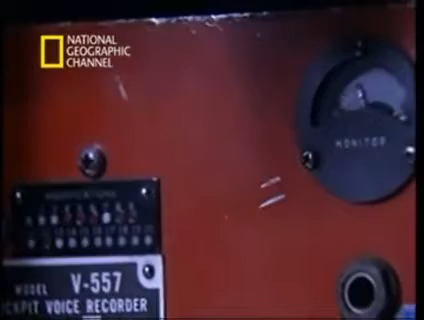 NATIONAL
GEOGRAPHIC
CHANNEL
MONITOR
MODEL V-557
CKPIT VOICE RECORDER